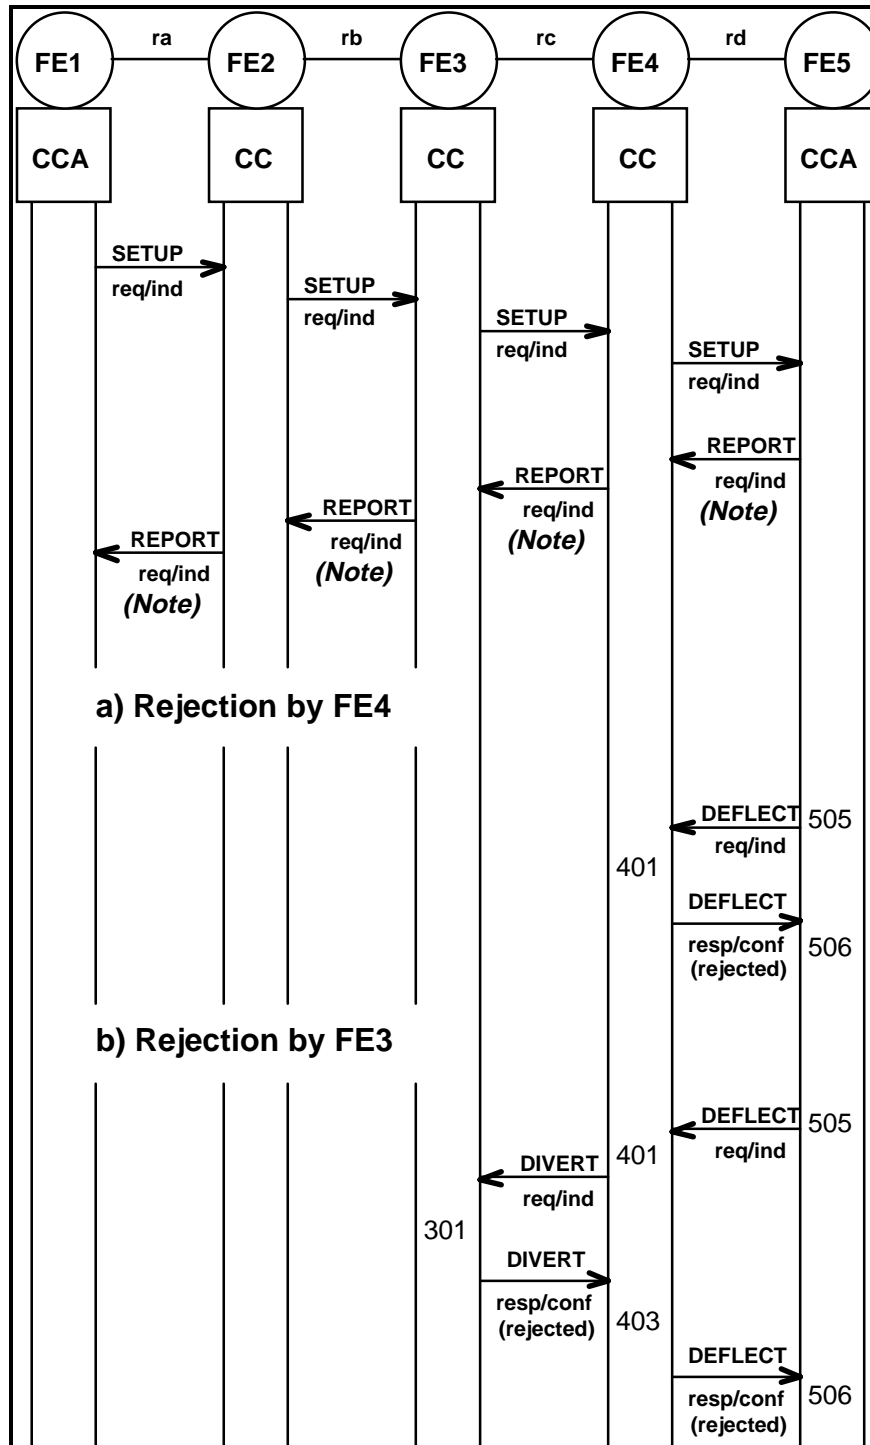 ra rb rc rd
FE1 FE2 FE3 FE4 FE5
CCA CC CC CC CCA
SETUP
req/ind
SETUP
req/ind
SETUP
req/ind
SETUP
req/ind
REPORT
req/ind
(Note)
REPORT
req/ind
(Note)
REPORT
req/ind
(Note)
REPORT
req/ind
(Note)
a) Rejection by FE4
DEFLECT 505
req/ind
401
DEFLECT
resp/conf 506
(rejected)
b) Rejection by FE3
DEFLECT 505
req/ind
DIVERT 401
req/ind
301
DIVERT
resp/conf
(rejected) 403
DEFLECT
resp/conf 506
(rejected)